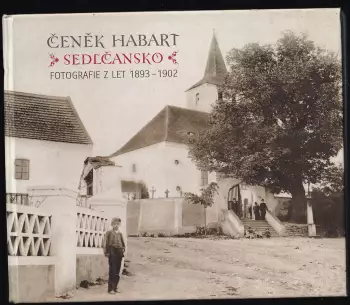 ČENĚK HABART
SEDLČANSKO
FOTOGRAFIE Z LET 1893–1902